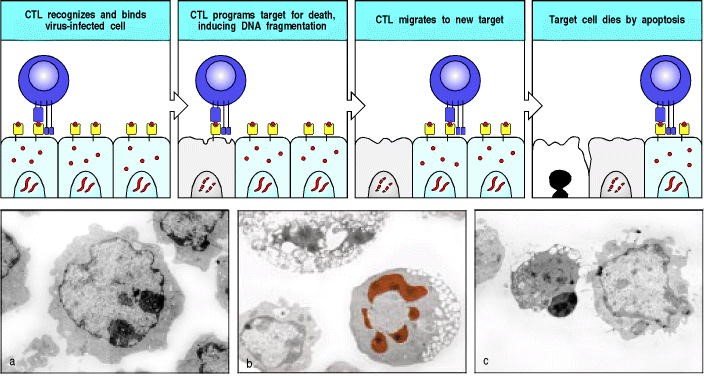 CTL recognizes and binds
virus-infected cell
CTL programs target for death,
inducing DNA fragmentation
CTL migrates to new target
Target cell dies by apoptosis
a
b
c